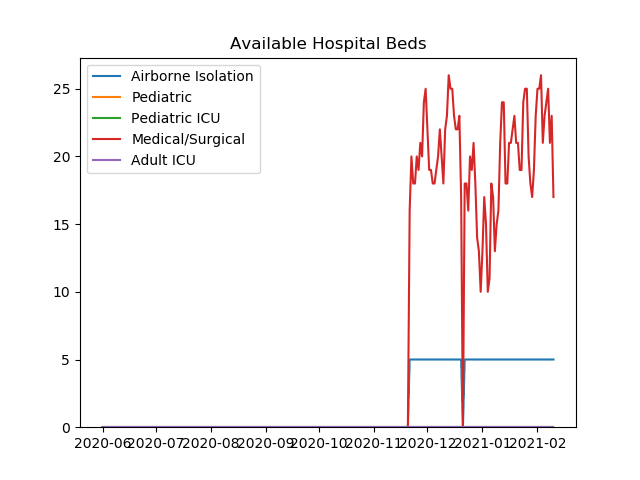 Available Hospital Beds
Airborne Isolation
Pediatric
Pediatric ICU
Medical/Surgical
Adult ICU
25
20
15
10
5
0
2020-06 2020-07 2020-08 2020-09 2020-10 2020-11 2020-12 2021-01 2021-02